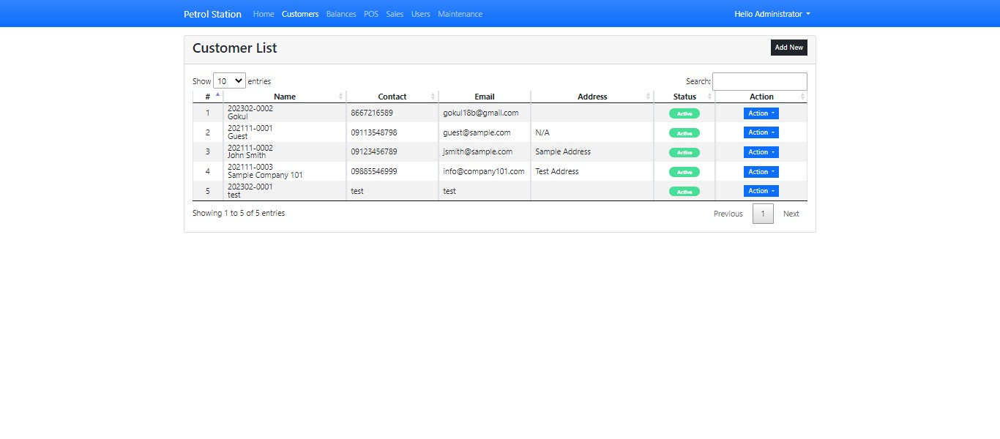 Petrol Station Home Customers Balances POS Sales Users Maintenance Hello Administrator
Customer List Add New
Show 10 entries Search:
# Name Contact Email Address Status Action
1 202302-0002 Gokul 8667216589 gokul18b@gmail.com Active Action
2 202111-0001 Guest 09113548798 guest@sample.com N/A Active Action
3 202111-0002 John Smith 09123456789 jsmith@sample.com Sample Address Active Action
4 202111-0003 Sample Company 101 09885546999 info@company101.com Test Address Active Action
5 202302-0001 test test test Active Action
Showing 1 to 5 of 5 entries Previous 1 Next